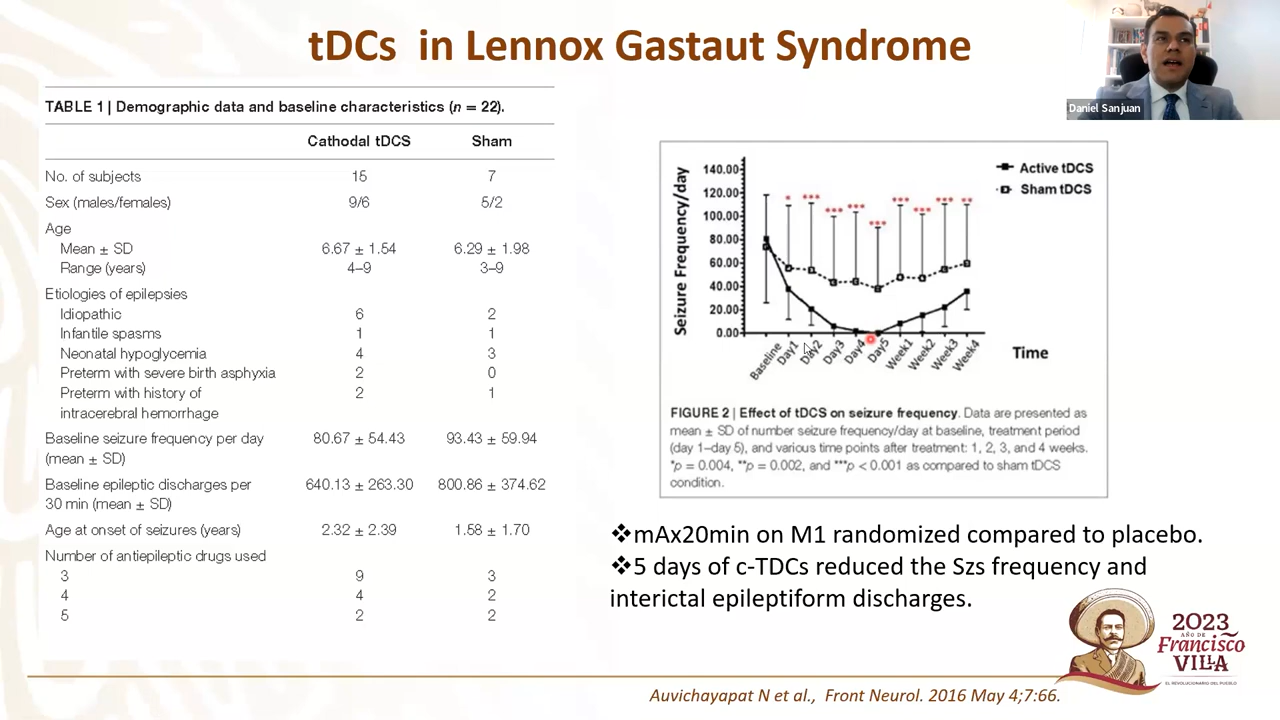 tDCs in Lennox Gastaut Syndrome
Daniel Sanjuan
TABLE 1 | Demographic data and baseline characteristics (n = 22).
Cathodal tDCS Sham
No. of subjects 15 7
Sex (males/females) 9/6 5/2
Age
Mean ± SD 6.67 ± 1.54 6.29 ± 1.98
Range (years) 4–9 3–9
Etiologies of epilepsies
Idiopathic 6 2
Infantile spasms 1 1
Neonatal hypoglycemia 4 3
Preterm with severe birth asphyxia 2 0
Preterm with history of 2 1
intracerebral hemorrhage
Baseline seizure frequency per day 80.67 ± 54.43 93.43 ± 59.94
(mean ± SD)
Baseline epileptic discharges per 640.13 ± 263.30 800.86 ± 374.62
30 min (mean ± SD)
Age at onset of seizures (years) 2.32 ± 2.39 1.58 ± 1.70
Number of antiepileptic drugs used
3 9 3
4 4 2
5 2 2
Seizure Frequency/day
140.00
120.00
100.00
80.00
60.00
40.00
20.00
0.00
* *** *** *** *** *** *** *** **
Active tDCS
Sham tDCS
Baseline Day1 Day2 Day3 Day4 Day5 Week1 Week2 Week3 Week4
Time
FIGURE 2 | Effect of tDCS on seizure frequency. Data are presented as
mean ± SD of number seizure frequency/day at baseline, treatment period
(day 1–day 5), and various time points after treatment: 1, 2, 3, and 4 weeks.
*p = 0.004, **p = 0.002, and ***p < 0.001 as compared to sham tDCS
condition.
❖mAx20min on M1 randomized compared to placebo.
❖5 days of c-TDCs reduced the Szs frequency and
interictal epileptiform discharges.
2023
AÑO DE
Francisco
VILLA
EL REVOLUCIONARIO DEL PUEBLO
Auvichayapat N et al., Front Neurol. 2016 May 4;7:66.